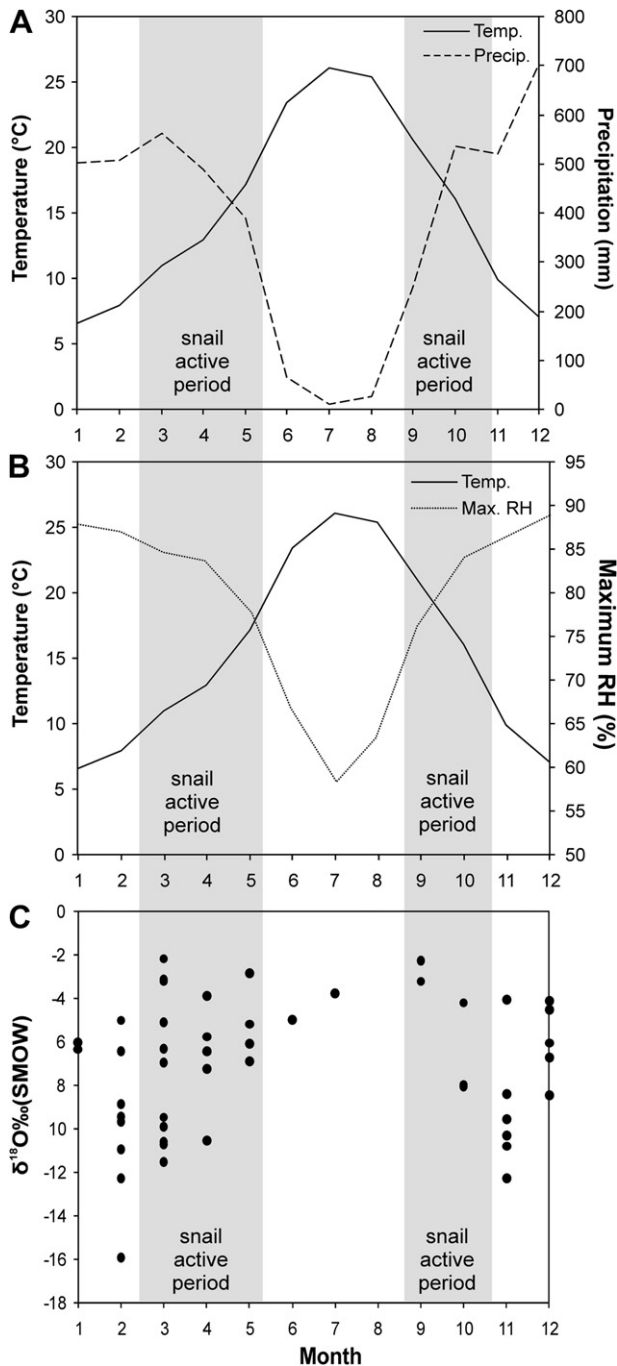 A
30
25
20
15
10
5
0
Temperature (°C)
Temp.
Precip.
800
700
600
500
400
300
200
100
0
Precipitation (mm)
snail
active
period
snail
active
period
1 2 3 4 5 6 7 8 9 10 11 12
B
30
25
20
15
10
5
0
Temperature (°C)
Temp.
Max. RH
95
90
85
80
75
70
65
60
55
50
Maximum RH (%)
snail
active
period
snail
active
period
1 2 3 4 5 6 7 8 9 10 11 12
C
0
-2
-4
6
8
10
-12
-14
-16
-18
δ¹⁸O‰(SMOW)
snail
active
period
snail
active
period
1 2 3 4 5 6 7 8 9 10 11 12
Month